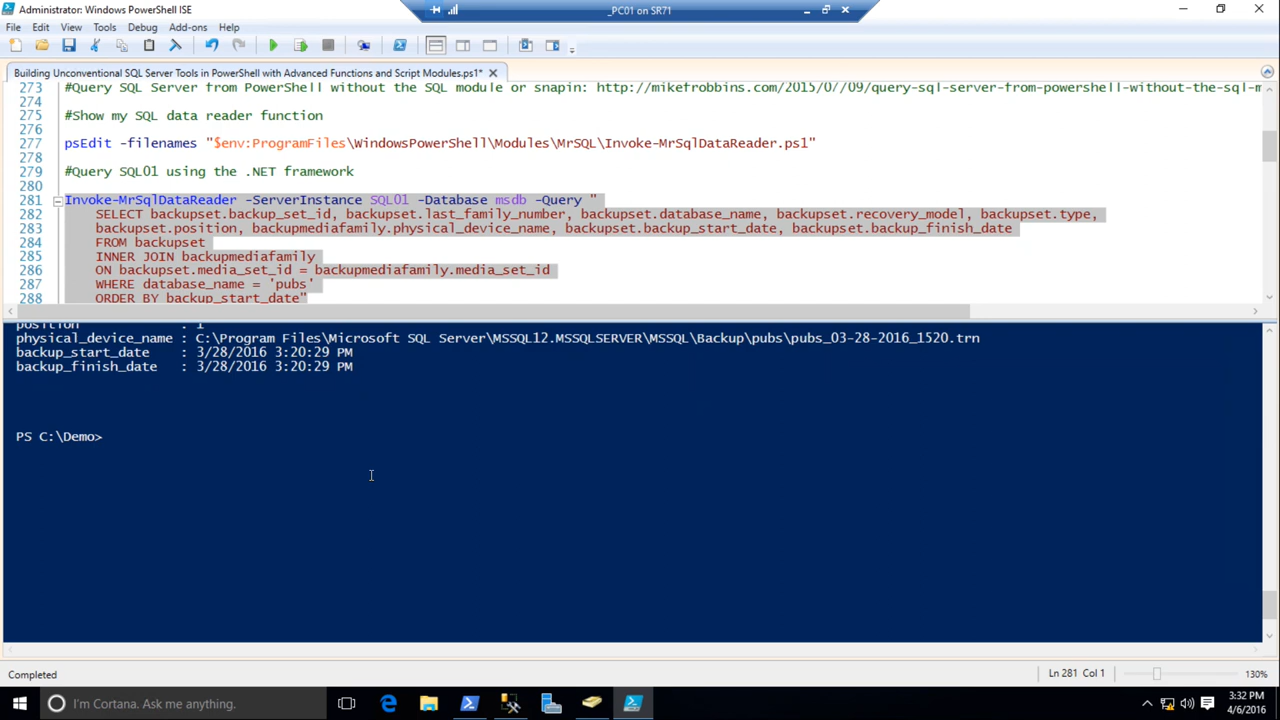 Administrator: Windows PowerShell ISE
_PC01 on SR71
File Edit View Tools Debug Add-ons Help
Building Unconventional SQL Server Tools in PowerShell with Advanced Functions and Script Modules.ps1*
273 #Query SQL Server from PowerShell without the SQL module or snapin: http://mikefrobbins.com/2015/07/09/query-sql-server-from-powershell-without-the-sql-m
274
275 #Show my SQL data reader function
276
277 psEdit -filenames "$env:ProgramFiles\WindowsPowerShell\Modules\MrSQL\Invoke-MrSqlDataReader.ps1"
278
279 #Query SQL01 using the .NET framework
280
281 Invoke-MrSqlDataReader -ServerInstance SQL01 -Database msdb -Query "
282 SELECT backupset.backup_set_id, backupset.last_family_number, backupset.database_name, backupset.recovery_model, backupset.type,
283 backupset.position, backupmediafamily.physical_device_name, backupset.backup_start_date, backupset.backup_finish_date
284 FROM backupset
285 INNER JOIN backupmediafamily
286 ON backupset.media_set_id = backupmediafamily.media_set_id
287 WHERE database_name = 'pubs'
288 ORDER BY backup_start_date"
position : 1
physical_device_name : C:\Program Files\Microsoft SQL Server\MSSQL12.MSSQLSERVER\MSSQL\Backup\pubs\pubs_03-28-2016_1520.trn
backup_start_date : 3/28/2016 3:20:29 PM
backup_finish_date : 3/28/2016 3:20:29 PM
PS C:\Demo>
Completed
Ln 281 Col 1
130%
I'm Cortana. Ask me anything.
3:32 PM
4/6/2016